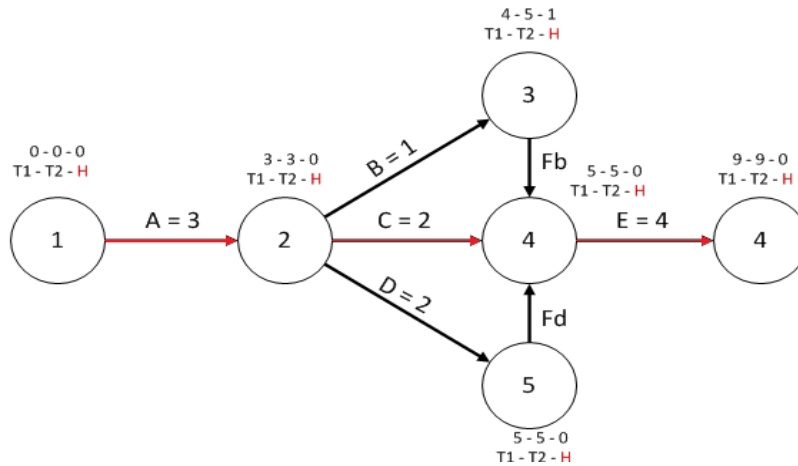 4 - 5 - 1
T1 - T2 - H
3
0 - 0 - 0
T1 - T2 - H
3 - 3 - 0
T1 - T2 - H
B = 1
Fb
5 - 5 - 0
T1 - T2 - H
9 - 9 - 0
T1 - T2 - H
1
A = 3
2
C = 2
4
E = 4
4
D = 2
Fd
5
5 - 5 - 0
T1 - T2 - H